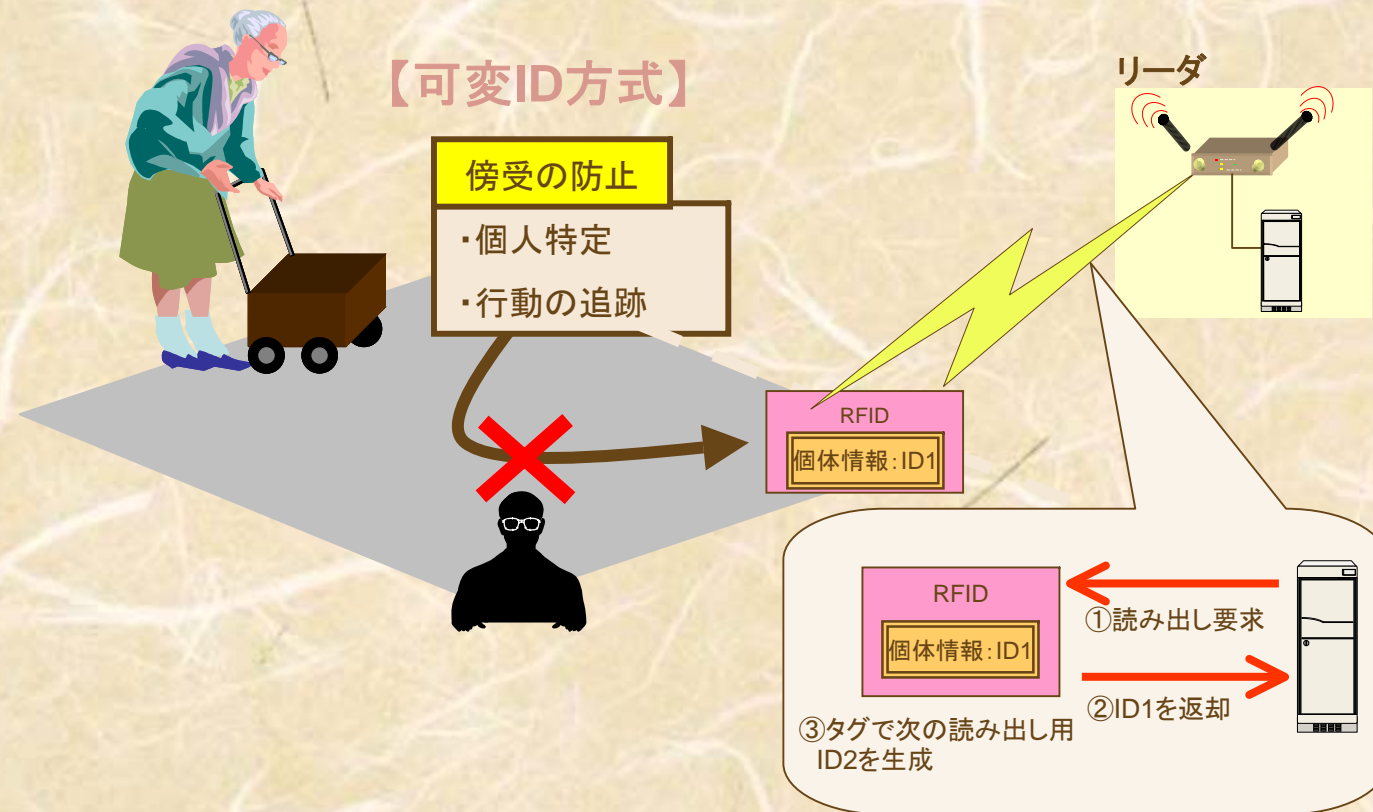 【可変ID方式】
リーダ
傍受の防止
・個人特定
・行動の追跡
RFID
個体情報:ID1
RFID
個体情報:ID1
①読み出し要求
②ID1を返却
③タグで次の読み出し用
ID2を生成